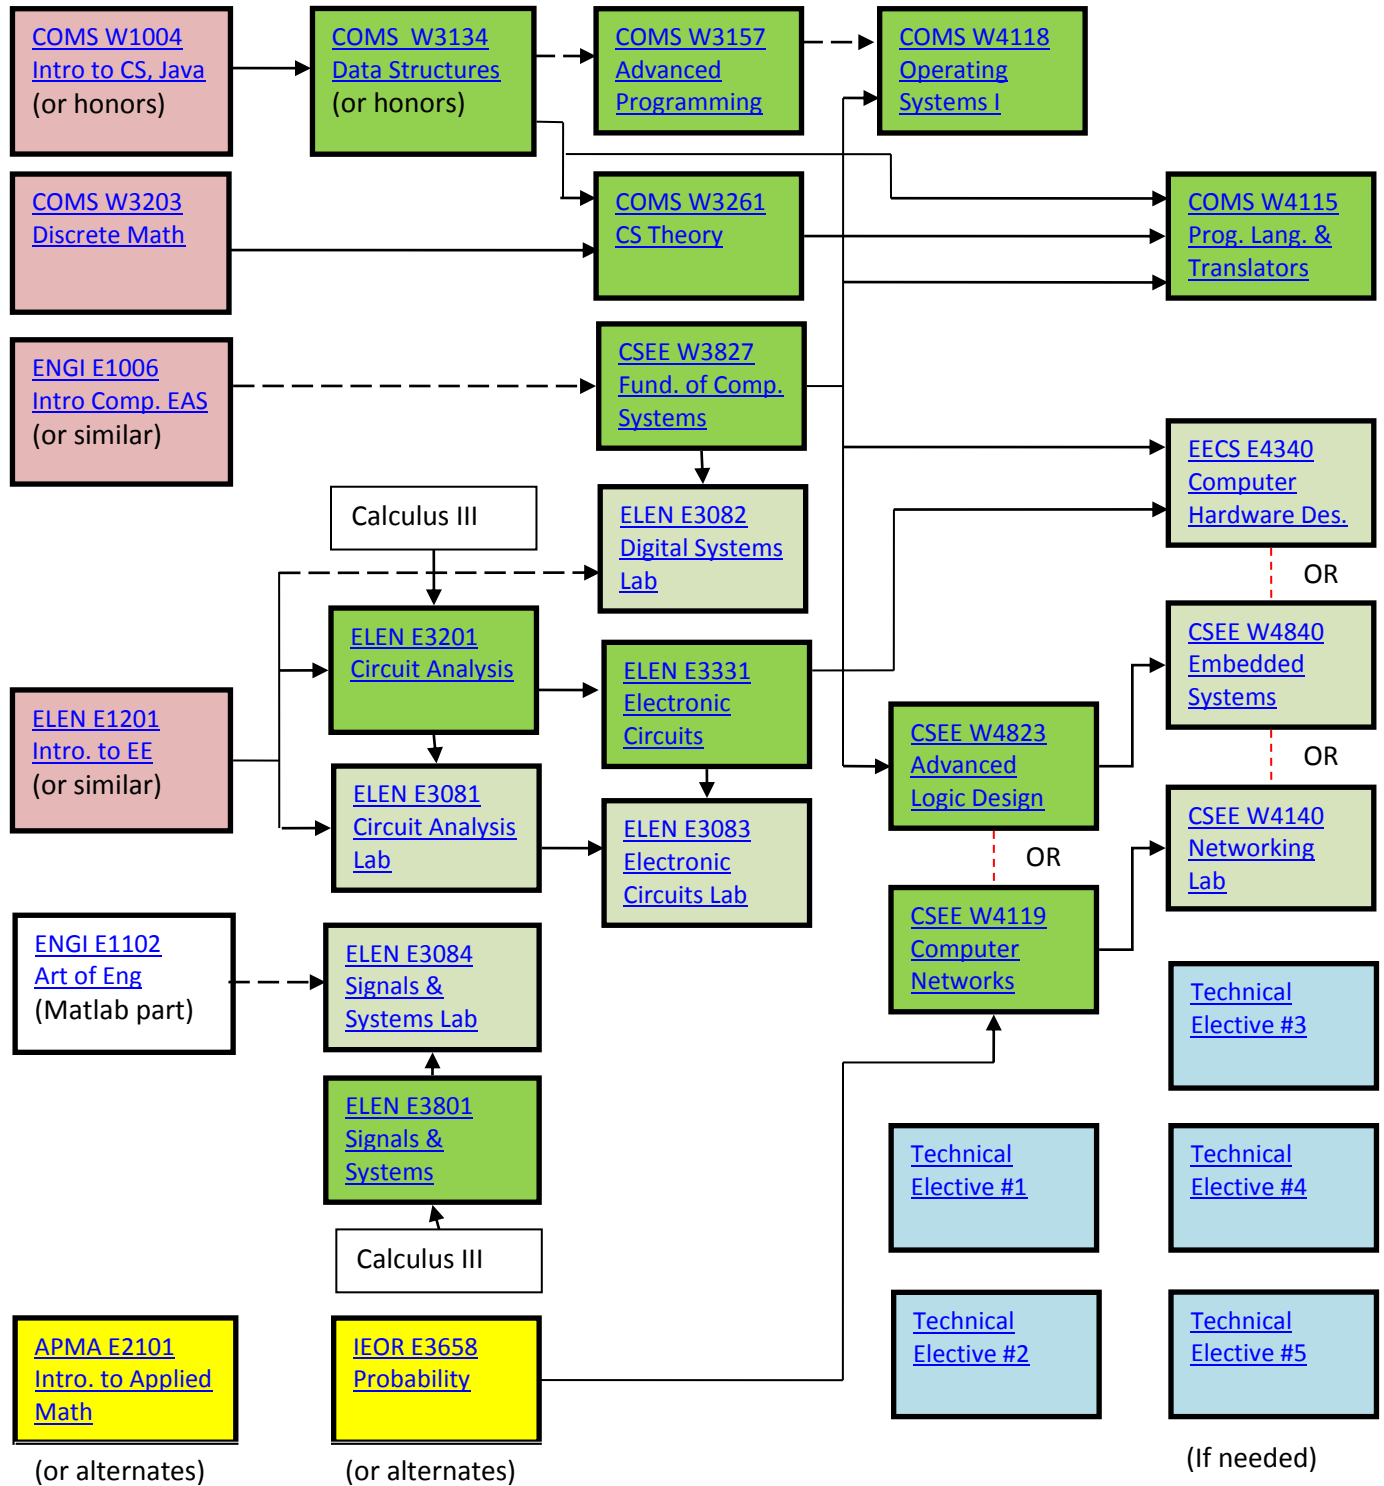 COMS W1004
Intro to CS, Java
(or honors)
COMS  W3134
Data Structures
(or honors)
COMS W3157
Advanced
Programming
COMS W4118
Operating
Systems I
COMS W3203
Discrete Math
COMS W3261
CS Theory
COMS W4115
Prog. Lang. &
Translators
ENGI E1006
Intro Comp. EAS
(or similar)
CSEE W3827
Fund. of Comp.
Systems
EECS E4340
Computer
Hardware Des.
Calculus III
ELEN E3082
Digital Systems
Lab
OR
ELEN E3201
Circuit Analysis
ELEN E3331
Electronic
Circuits
CSEE W4840
Embedded
Systems
ELEN E1201
Intro. to EE
(or similar)
CSEE W4823
Advanced
Logic Design
OR
ELEN E3081
Circuit Analysis
Lab
ELEN E3083
Electronic
Circuits Lab
OR
CSEE W4140
Networking
Lab
ENGI E1102
Art of Eng
(Matlab part)
ELEN E3084
Signals &
Systems Lab
CSEE W4119
Computer
Networks
Technical
Elective #3
ELEN E3801
Signals &
Systems
Technical
Elective #1
Technical
Elective #4
Calculus III
APMA E2101
Intro. to Applied
Math
IEOR E3658
Probability
Technical
Elective #2
Technical
Elective #5
(or alternates)
(or alternates)
(If needed)